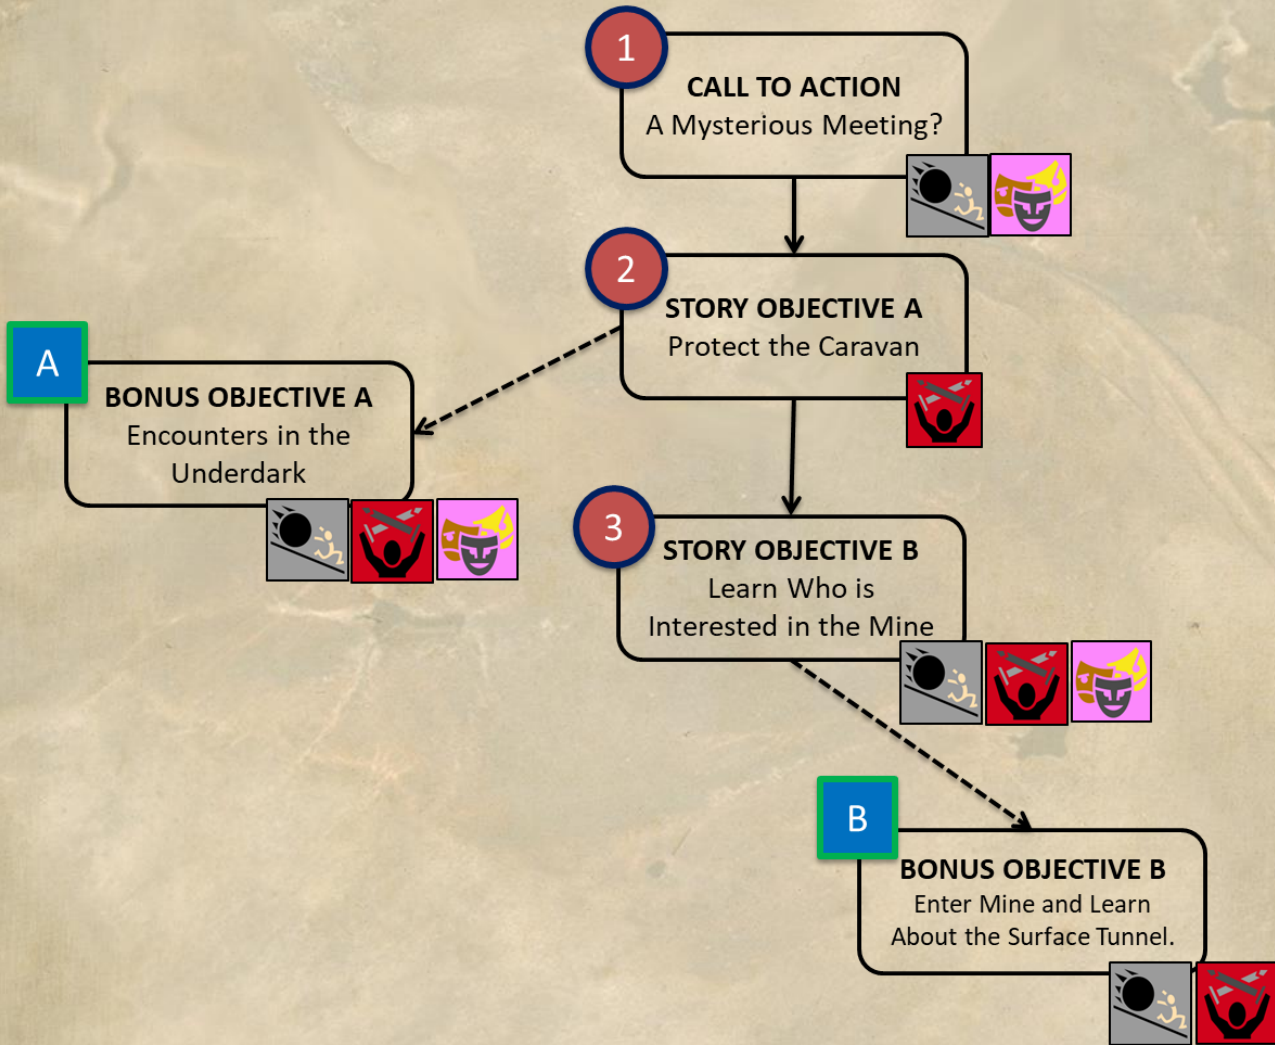 1
CALL TO ACTION
A Mysterious Meeting?
2
STORY OBJECTIVE A
Protect the Caravan
A
BONUS OBJECTIVE A
Encounters in the
Underdark
3
STORY OBJECTIVE B
Learn Who is
Interested in the Mine
B
BONUS OBJECTIVE B
Enter Mine and Learn
About the Surface Tunnel.